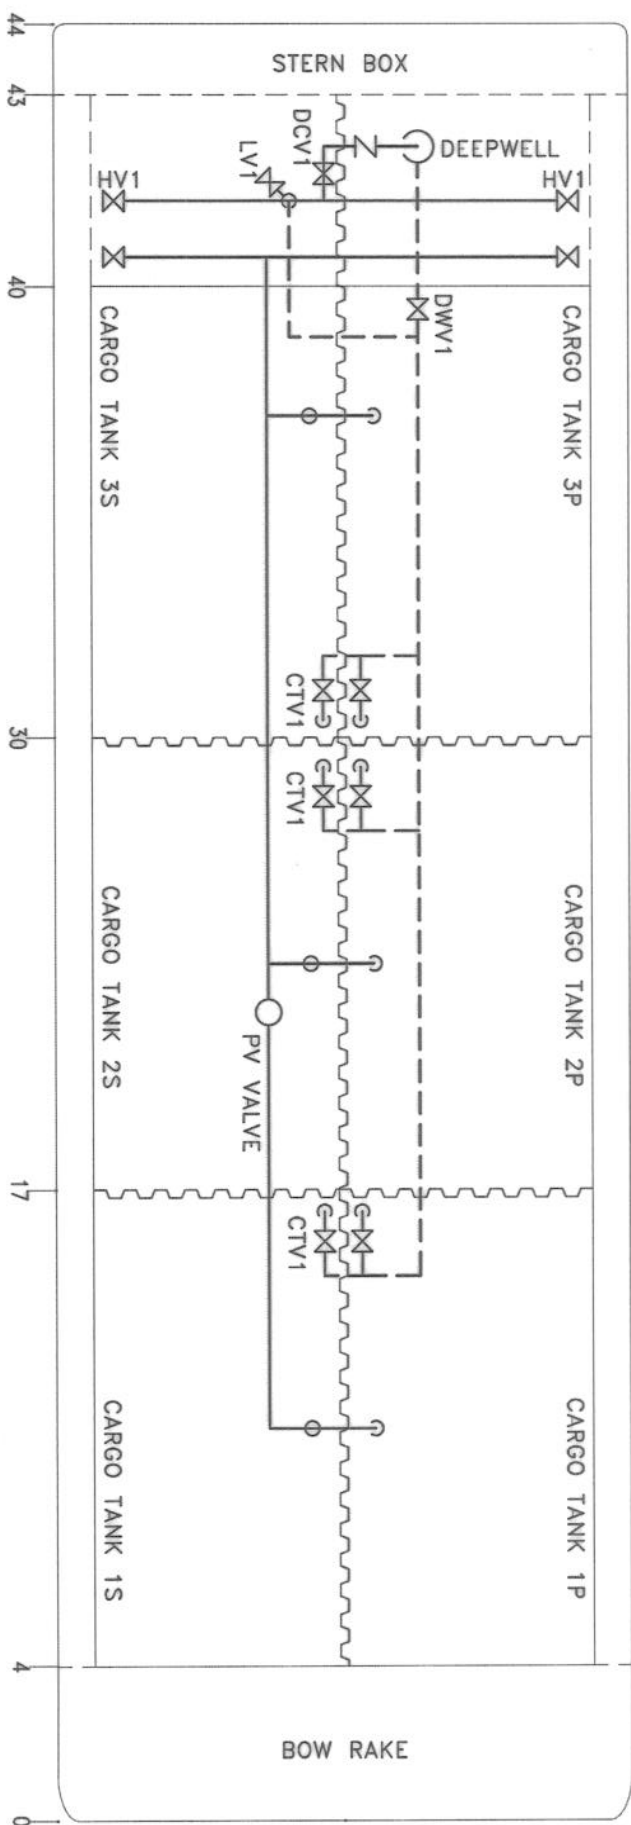 44
STERN BOX
43
DCV1
DEEPWELL
LV1
HV1
HV1
40
DWV1
CARGO TANK 3S
CARGO TANK 3P
CTV1
30
CTV1
CARGO TANK 2S
CARGO TANK 2P
PV VALVE
17
CTV1
CARGO TANK 1S
CARGO TANK 1P
4
BOW RAKE
0